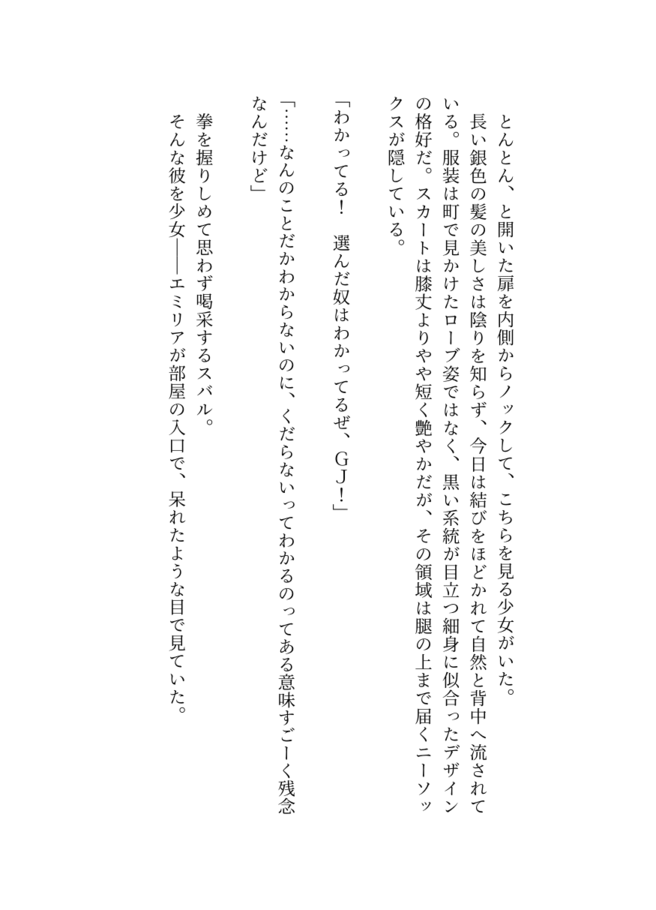 とんとん、と開いた扉を内側からノックして、こちらを見る少女がいた。
長い銀色の髪の美しさは陰りを知らず、今日は結びをほどかれて自然と背中へ流されて
いる。服装は町で見かけたローブ姿ではなく、黒い系統が目立つ細身に似合ったデザイン
の格好だ。スカートは膝丈よりやや短く艶やかだが、その領域は腿の上まで届くニーソッ
クスが隠している。
「わかってる！　選んだ奴はわかってるぜ、ＧＪ！」
「……なんのことだかわからないのに、くだらないってわかるのってある意味すごーく残念
なんだけど」
拳を握りしめて思わず喝采するスバル。
そんな彼を少女――エミリアが部屋の入口で、呆れたような目で見ていた。